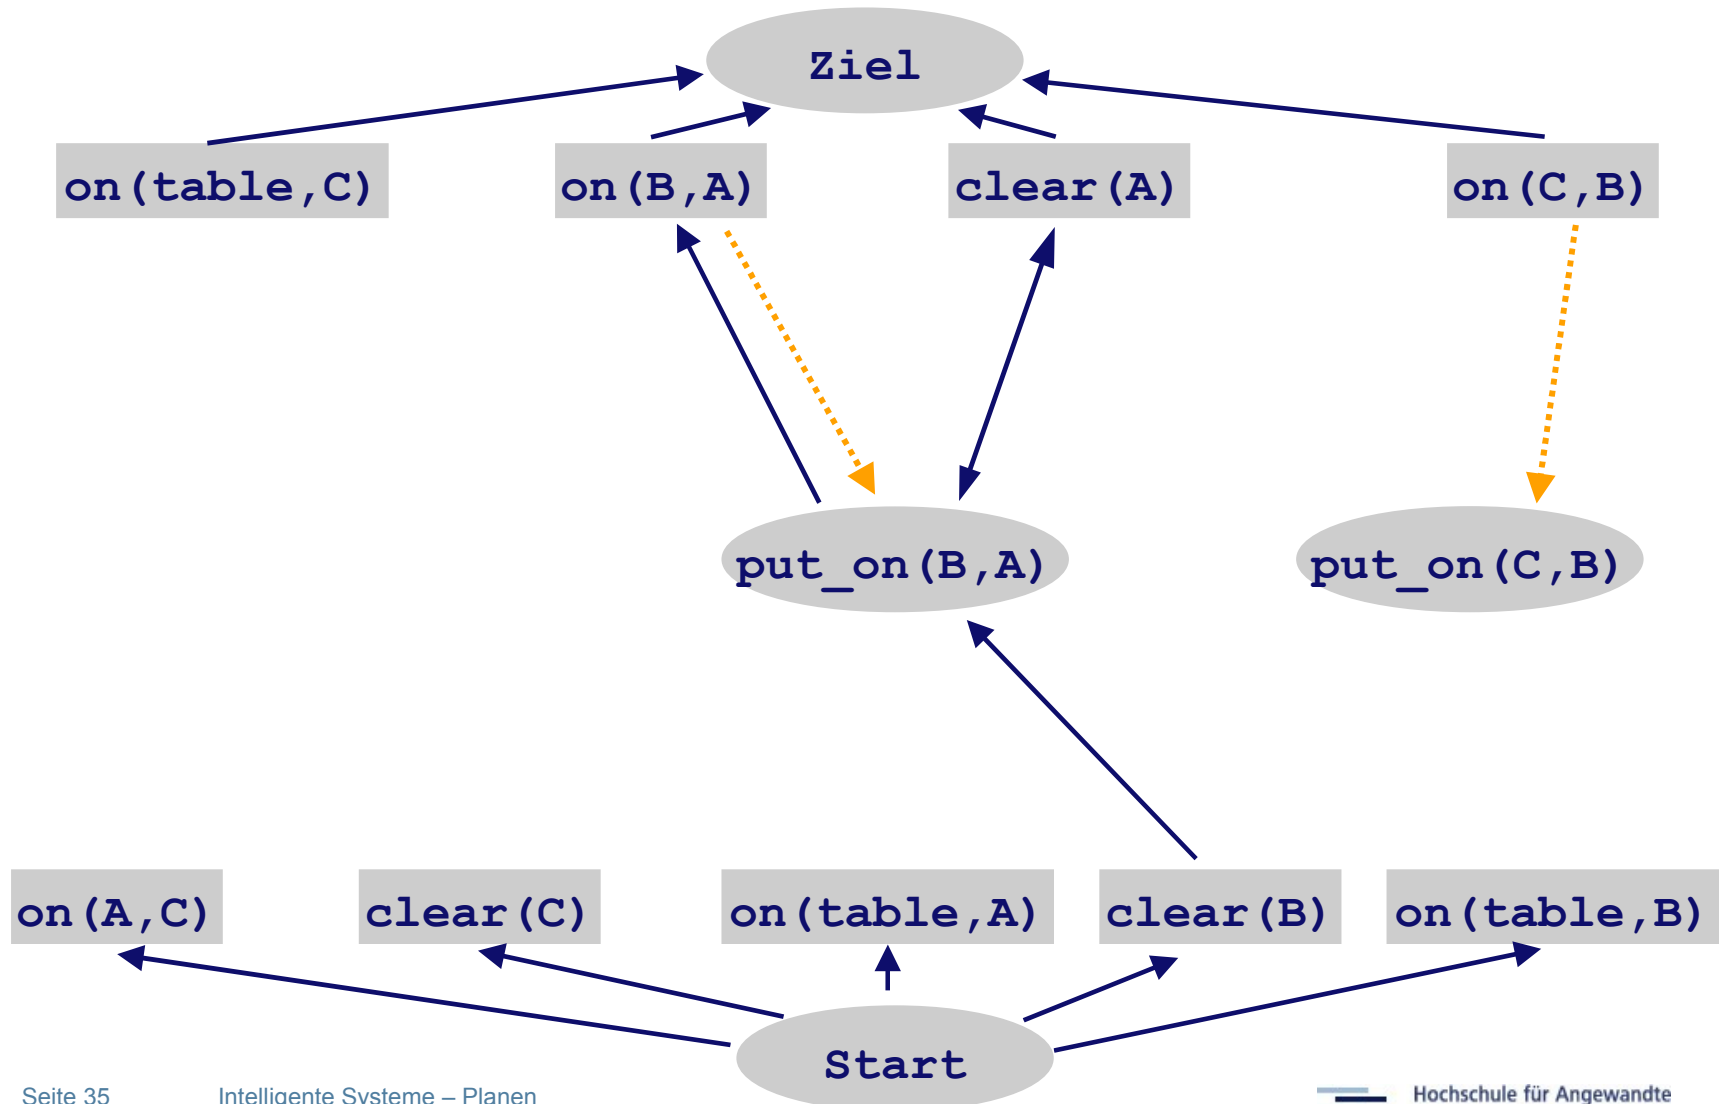 Ziel
on(table,C)
on(B,A)
clear(A)
on(C,B)
put_on(B,A)
put_on(C,B)
on(A,C)
clear(C)
on(table,A)
clear(B)
on(table,B)
Start
Seite 35
Intelligente Systeme – Planen
Hochschule für Angewandte